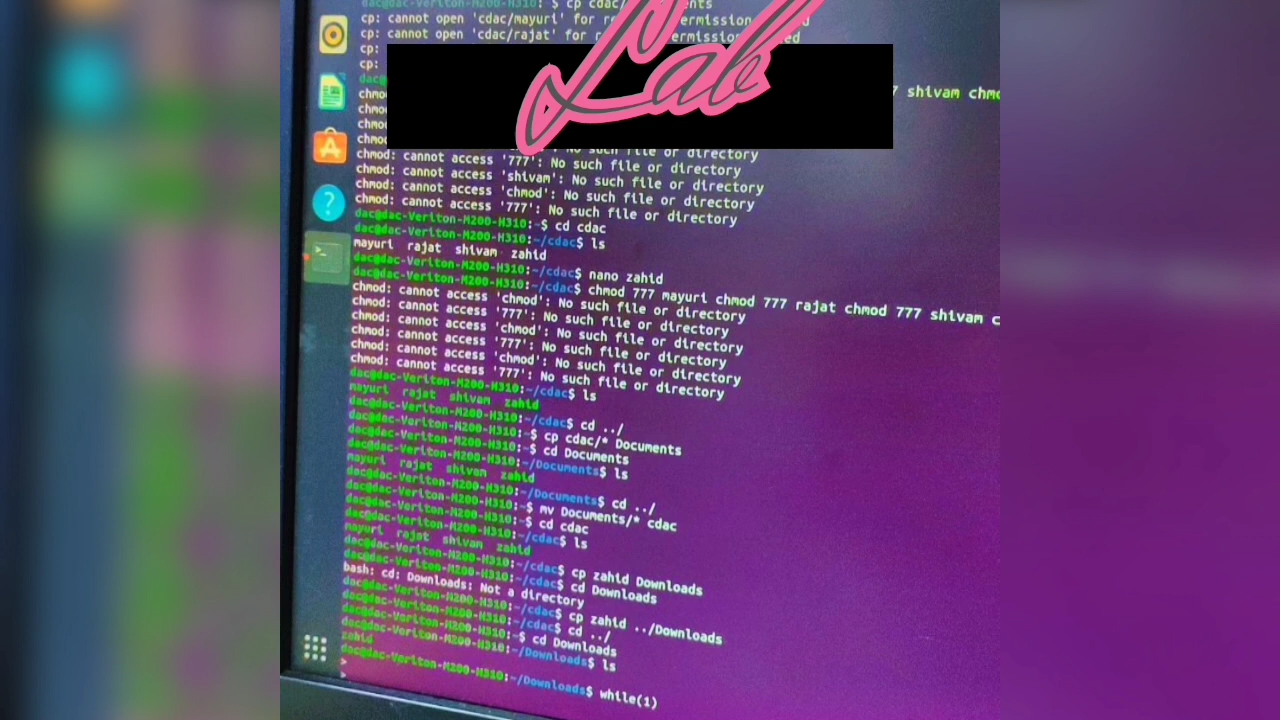 $ cp cdac/
cp: cannot open 'cdac/mayuri' for
cp: cannot open 'cdac/rajat' for
cp:
cp:
Lab
shivam
chmod: cannot access '777': No such file or directory
chmod: cannot access 'shivam': No such file or directory
chmod: cannot access 'chmod': No such file or directory
chmod: cannot access '777': No such file or directory
dac@dac-Veriton-M200-H310:~$ cd cdac
dac@dac-Veriton-M200-H310:~/cdac$ ls
mayuri rajat shivam zahid
dac@dac-Veriton-M200-H310:~/cdac$ nano zahid
dac@dac-Veriton-M200-H310:~/cdac$ chmod 777 mayuri chmod 777 rajat chmod 777 shivam c
chmod: cannot access 'chmod': No such file or directory
chmod: cannot access '777': No such file or directory
chmod: cannot access 'chmod': No such file or directory
chmod: cannot access '777': No such file or directory
chmod: cannot access 'chmod': No such file or directory
chmod: cannot access '777': No such file or directory
dac@dac-Veriton-M200-H310:~/cdac$ ls
mayuri rajat shivam zahid
dac@dac-Veriton-M200-H310:~/cdac$ cd ../
dac@dac-Veriton-M200-H310:~$ cp cdac/* Documents
dac@dac-Veriton-M200-H310:~$ cd Documents
dac@dac-Veriton-M200-H310:~/Documents$ ls
mayuri rajat shivam zahid
dac@dac-Veriton-M200-H310:~/Documents$ cd ../
dac@dac-Veriton-M200-H310:~$ mv Documents/* cdac
dac@dac-Veriton-M200-H310:~$ cd cdac
dac@dac-Veriton-M200-H310:~/cdac$ ls
mayuri rajat shivam zahid
dac@dac-Veriton-M200-H310:~/cdac$ cp zahid Downloads
dac@dac-Veriton-M200-H310:~/cdac$ cd Downloads
bash: cd: Downloads: Not a directory
dac@dac-Veriton-M200-H310:~/cdac$ cp zahid ../Downloads
dac@dac-Veriton-M200-H310:~/cdac$ cd ../
dac@dac-Veriton-M200-H310:~$ cd Downloads
dac@dac-Veriton-M200-H310:~/Downloads$ ls
zahid
dac@dac-Veriton-M200-H310:~/Downloads$ while(1)
>